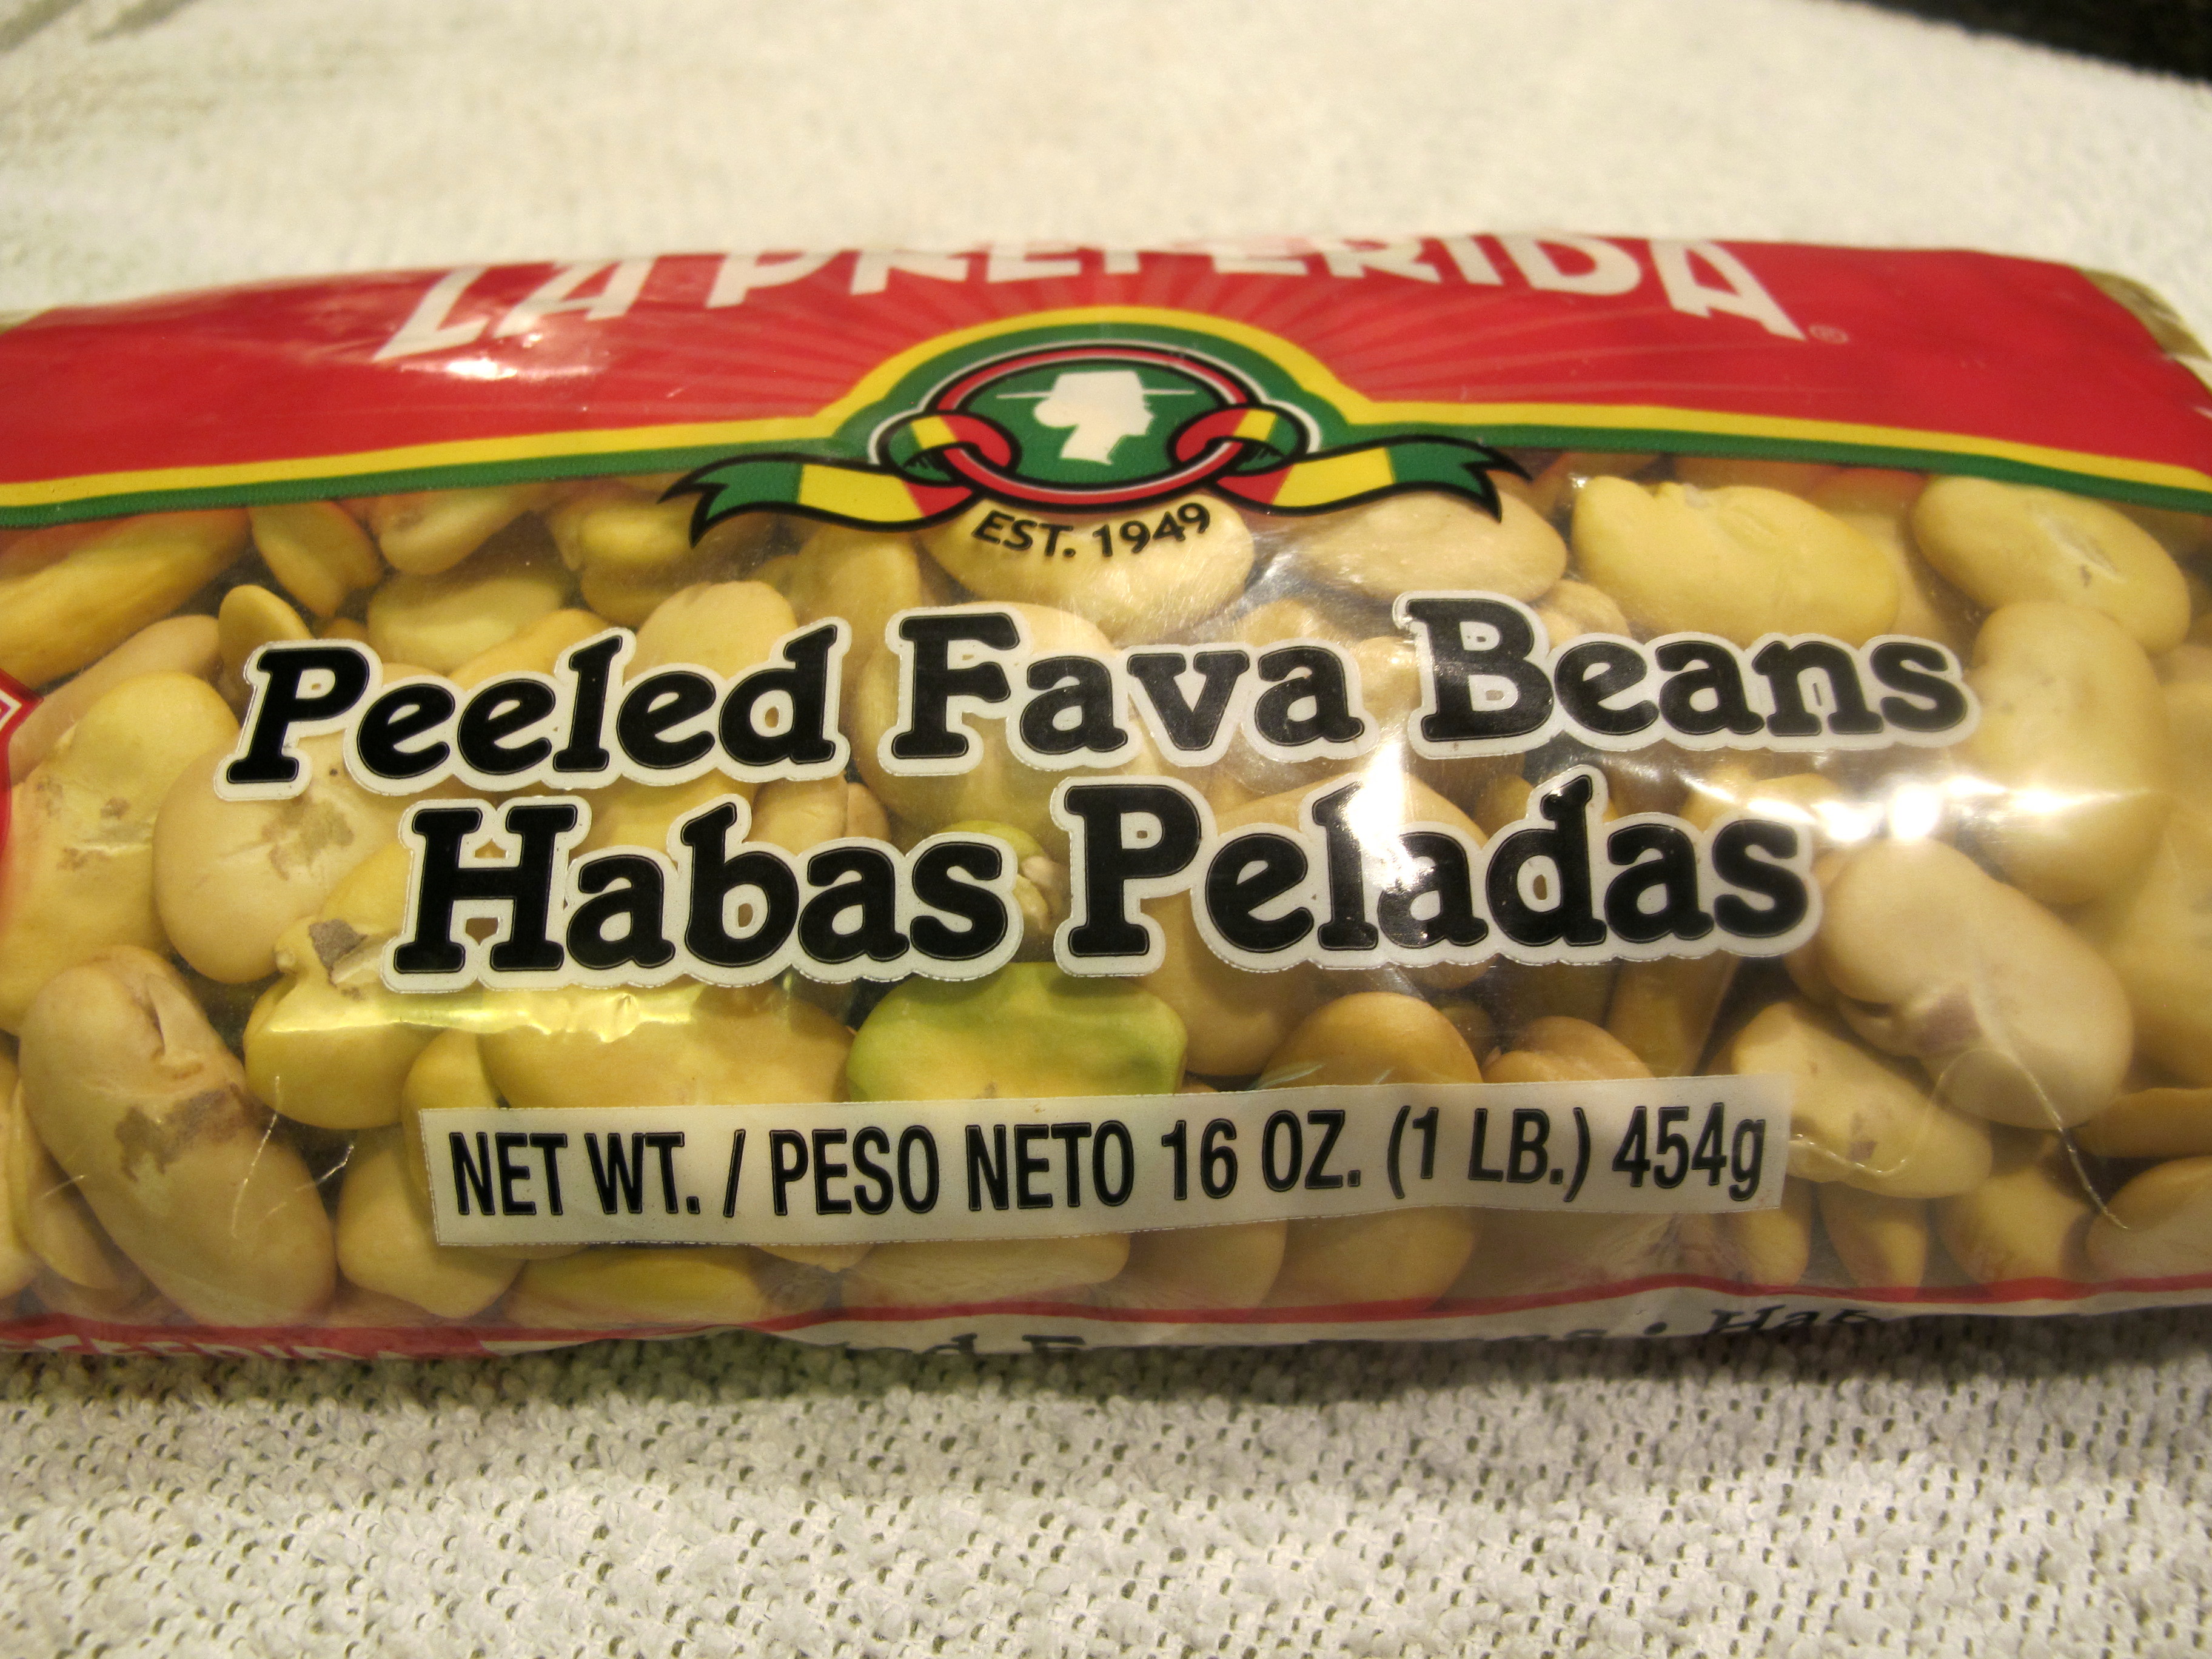 LA PREFERIDA®
EST. 1949
Peeled Fava Beans
Habas Peladas
NET WT. / PESO NETO 16 OZ. (1 LB.) 454g